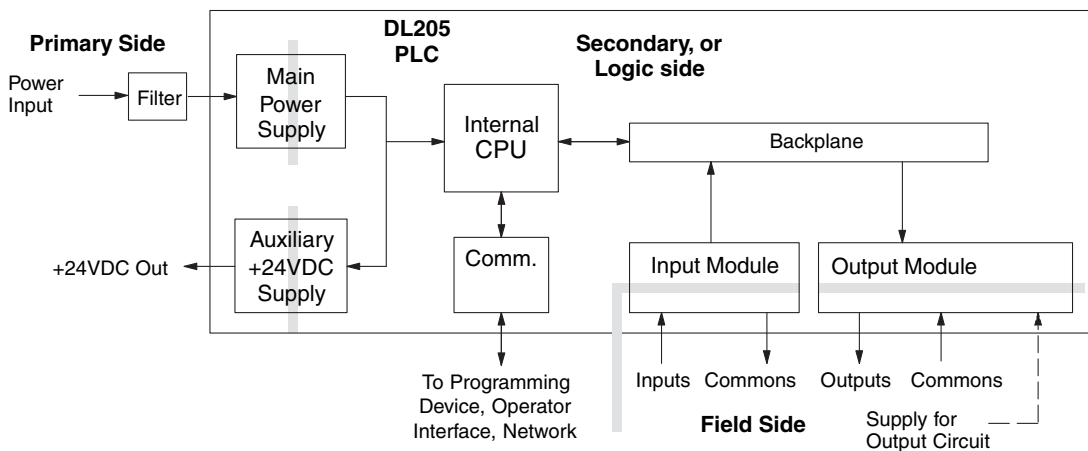 Primary Side
DL205
PLC
Secondary, or
Logic side
Power
Input
Filter
Main
Power
Supply
Internal
CPU
Backplane
+24VDC Out
Auxiliary
+24VDC
Supply
Comm.
Input Module
Output Module
To Programming
Device, Operator
Interface, Network
Inputs
Commons
Outputs
Commons
Field Side
Supply for
Output Circuit